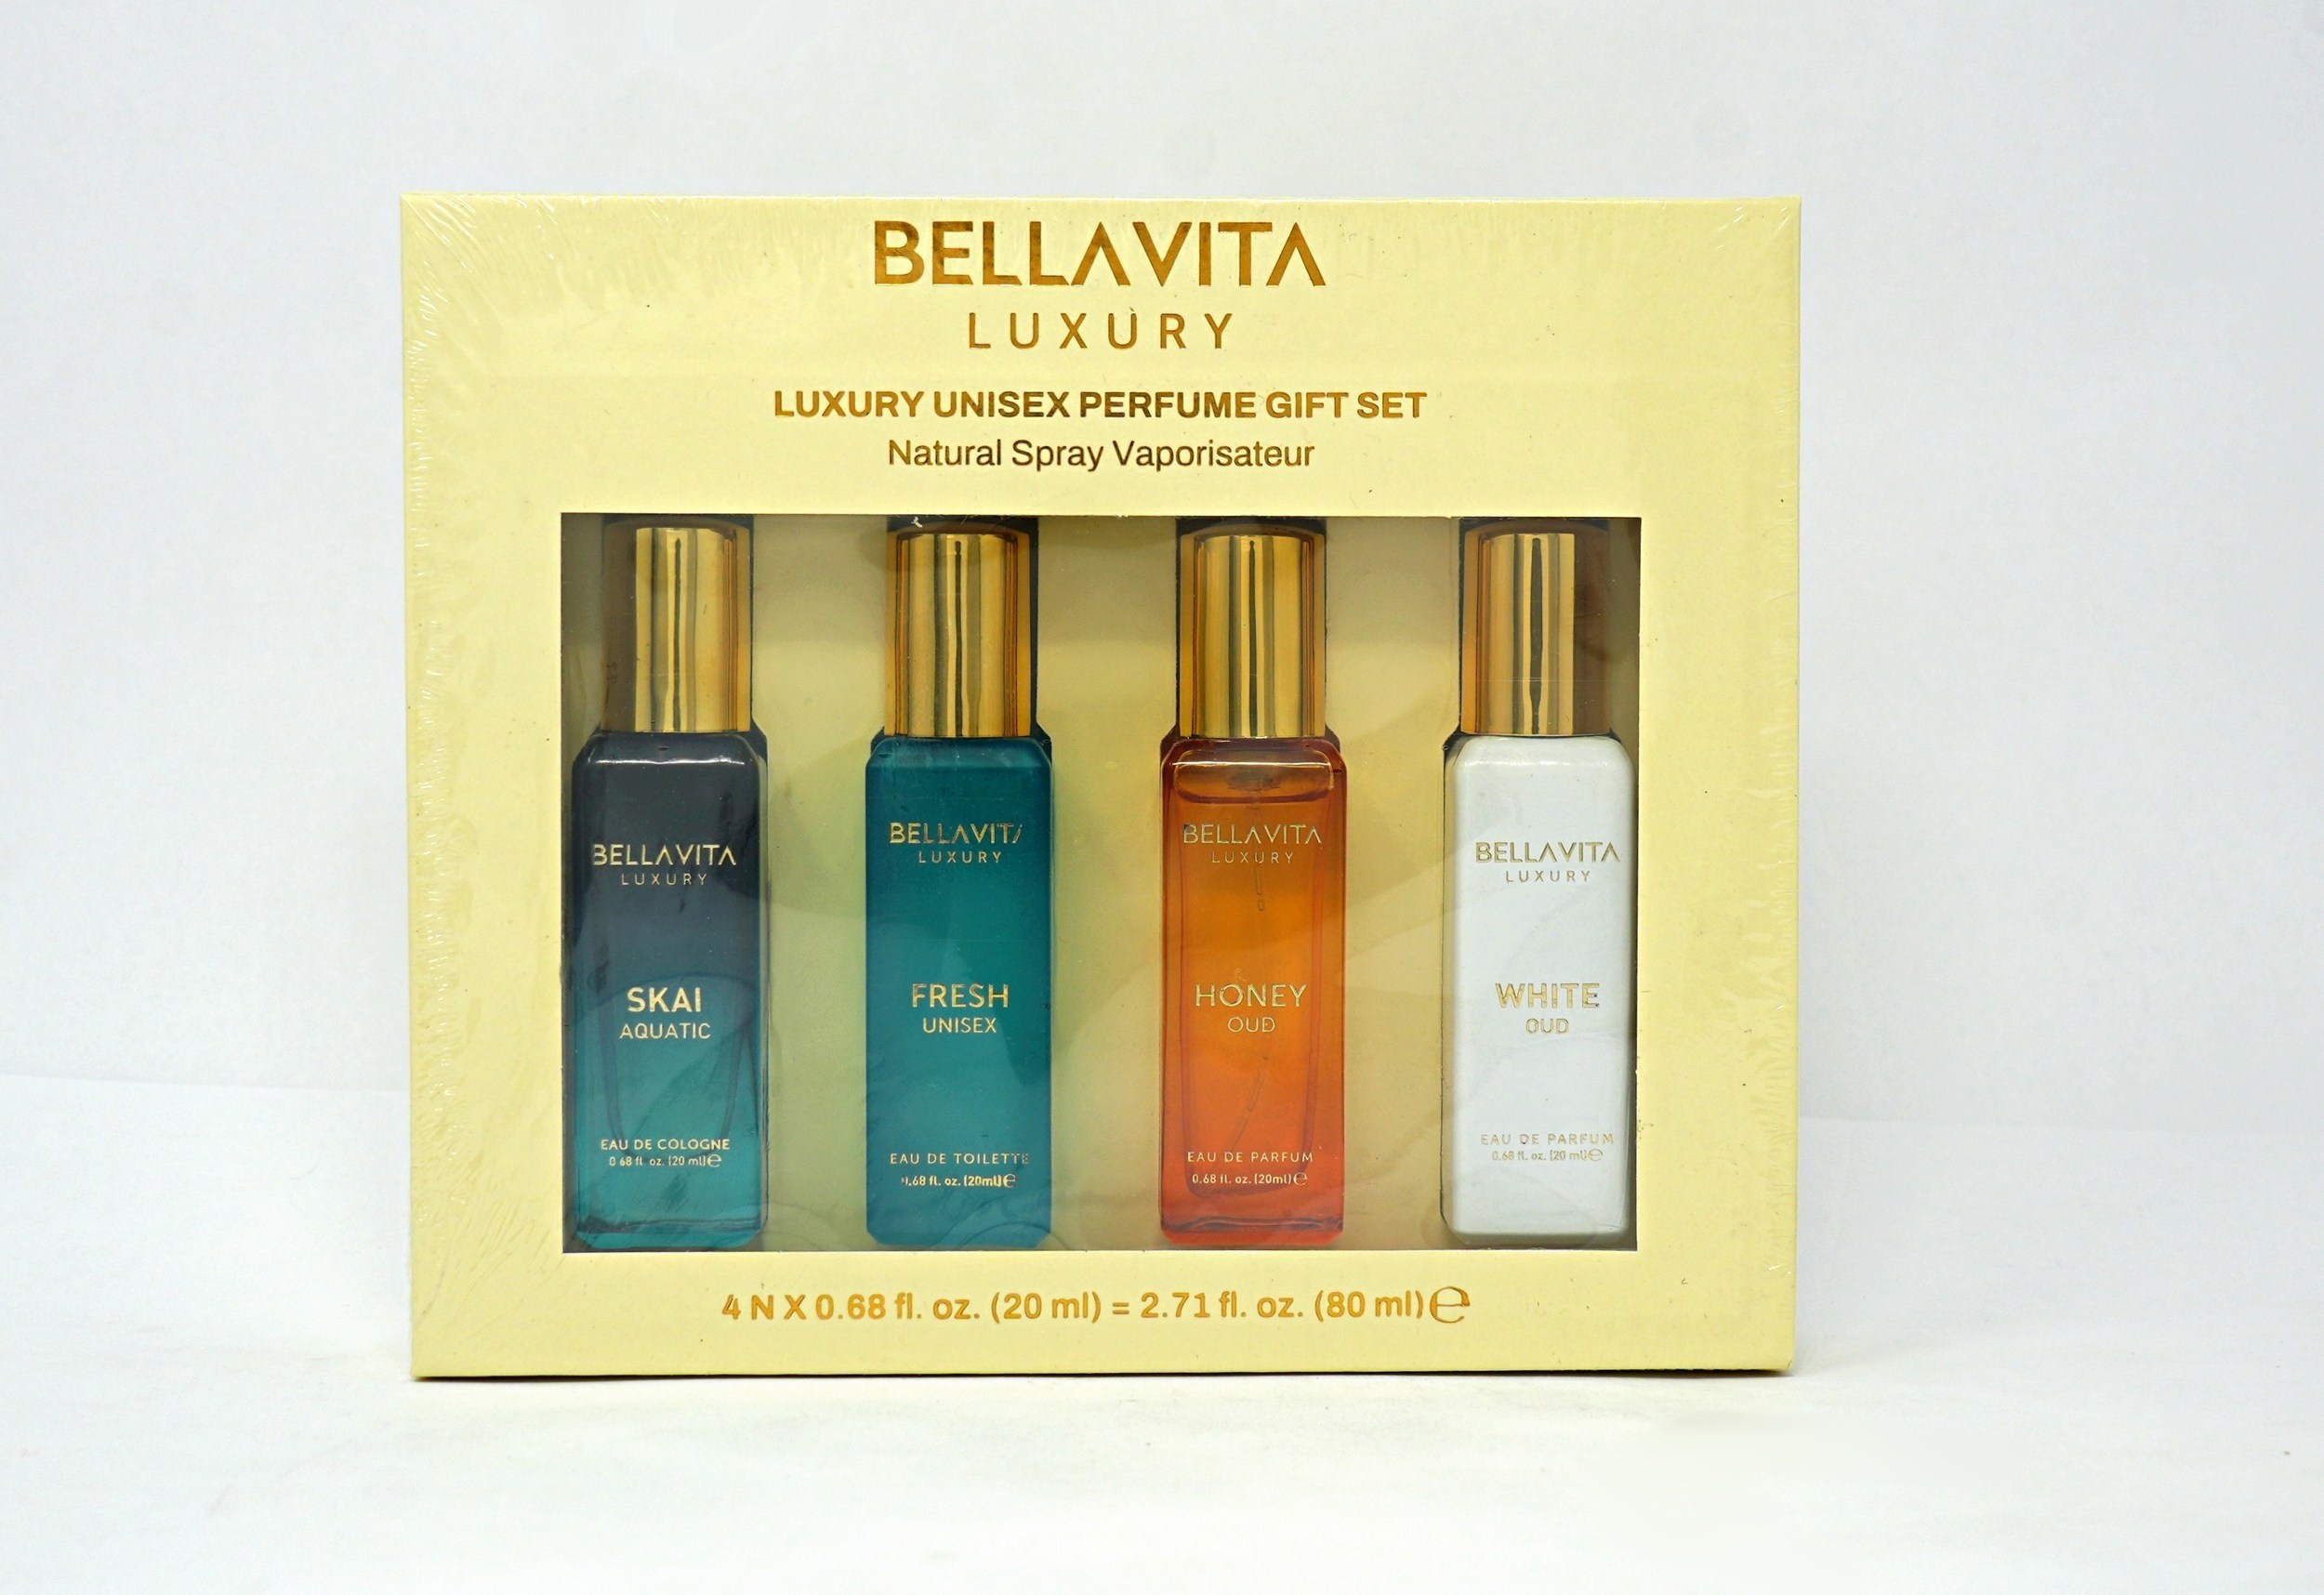 BELLAVITA
LUXURY
LUXURY UNISEX PERFUME GIFT SET
Natural Spray Vaporisateur
BELLAVITA
LUXURY
SKAI
AQUATIC
EAU DE COLOGNE
0.68 fl. oz. (20 ml)℮
BELLAVITA
LUXURY
FRESH
UNISEX
EAU DE TOILETTE
0.68 fl. oz. (20ml)℮
BELLAVITA
LUXURY
HONEY
OUD
EAU DE PARFUM
0.68 fl. oz. (20ml)℮
BELLAVITA
LUXURY
WHITE
OUD
EAU DE PARFUM
0.68 fl. oz. (20 ml)℮
4 N X 0.68 fl. oz. (20 ml) = 2.71 fl. oz. (80 ml)℮